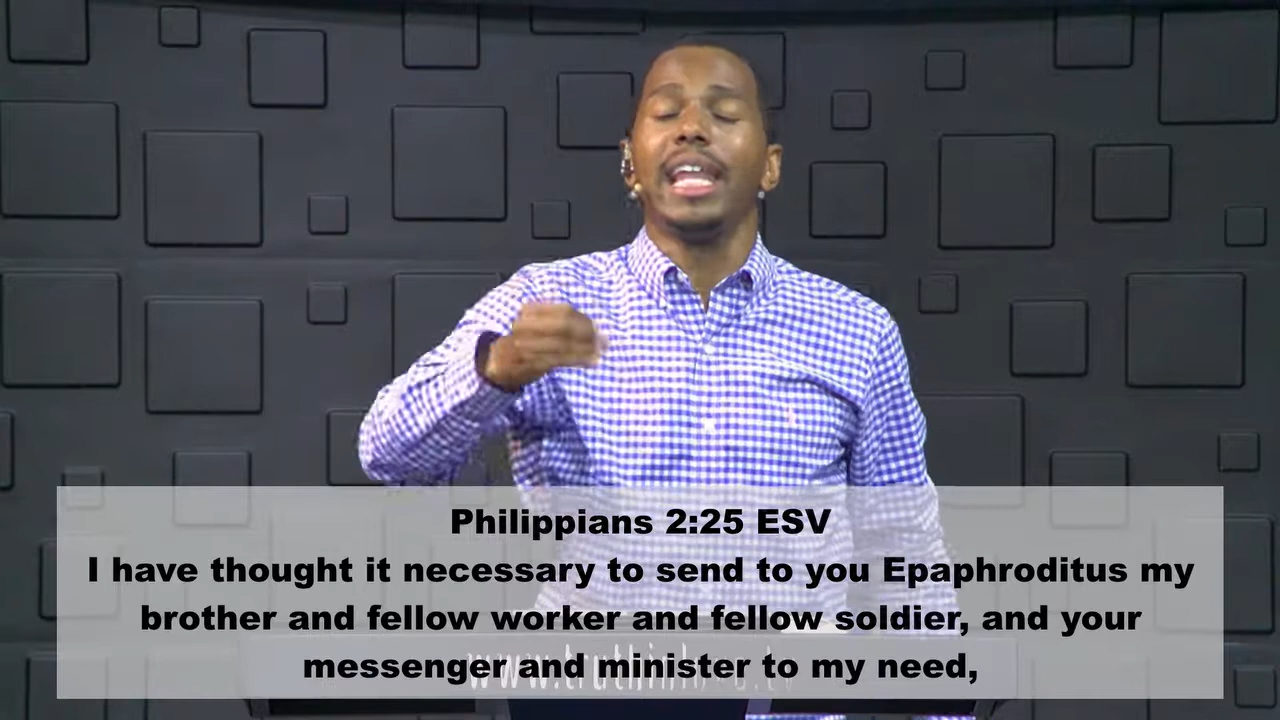 Philippians 2:25 ESV
I have thought it necessary to send to you Epaphroditus my
brother and fellow worker and fellow soldier, and your
messenger and minister to my need,